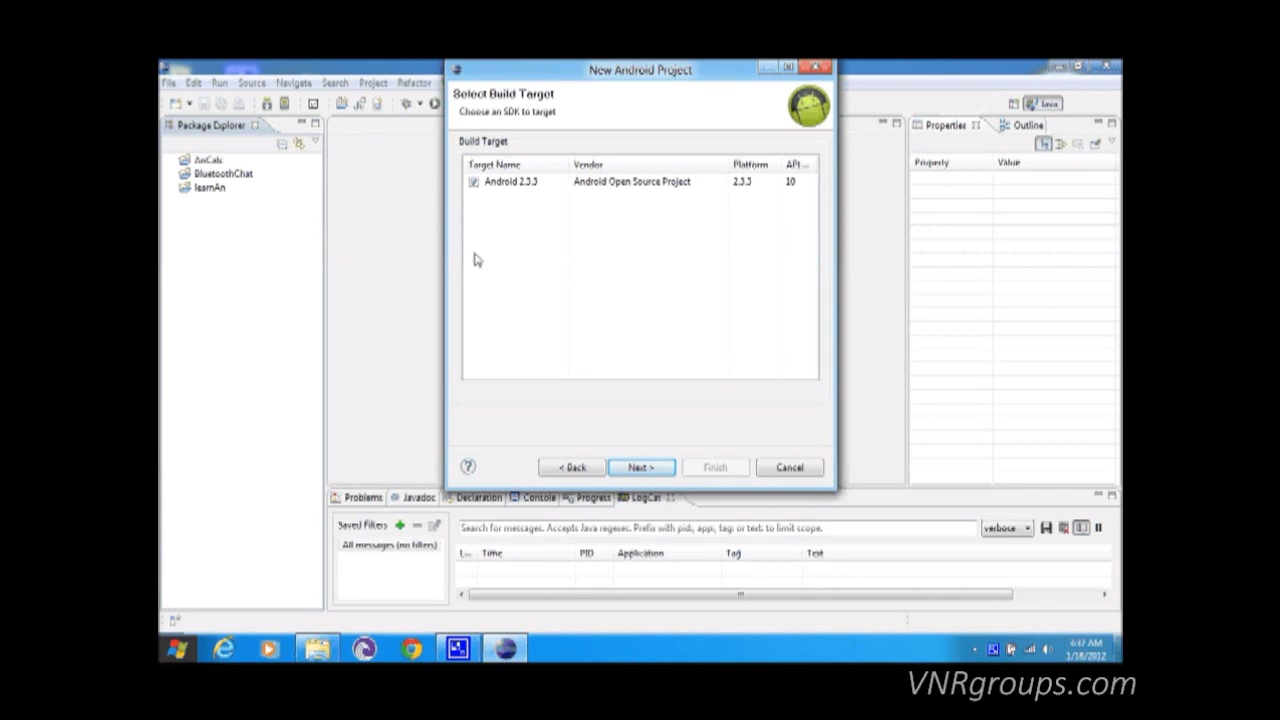 New Android Project
File Edit Run Source Navigate Search Project Refactor
Select Build Target
Choose an SDK to target
Java
Package Explorer
Properties
Outline
Build Target
Property Value
Target Name Vendor Platform API ...
Android 2.3.3 Android Open Source Project 2.3.3 10
AnCalc
BluetoothChat
learnAn
< Back Next > Finish Cancel
Problems Javadoc Declaration Console Progress LogCat
Saved Filters
Search for messages. Accepts Java regexes. Prefix with pid, app, tag: or text: to limit scope.
verbose
All messages (no filters)
L... Time PID Application Tag Text
3:37 AM
1/16/2012
VNRgroups.com